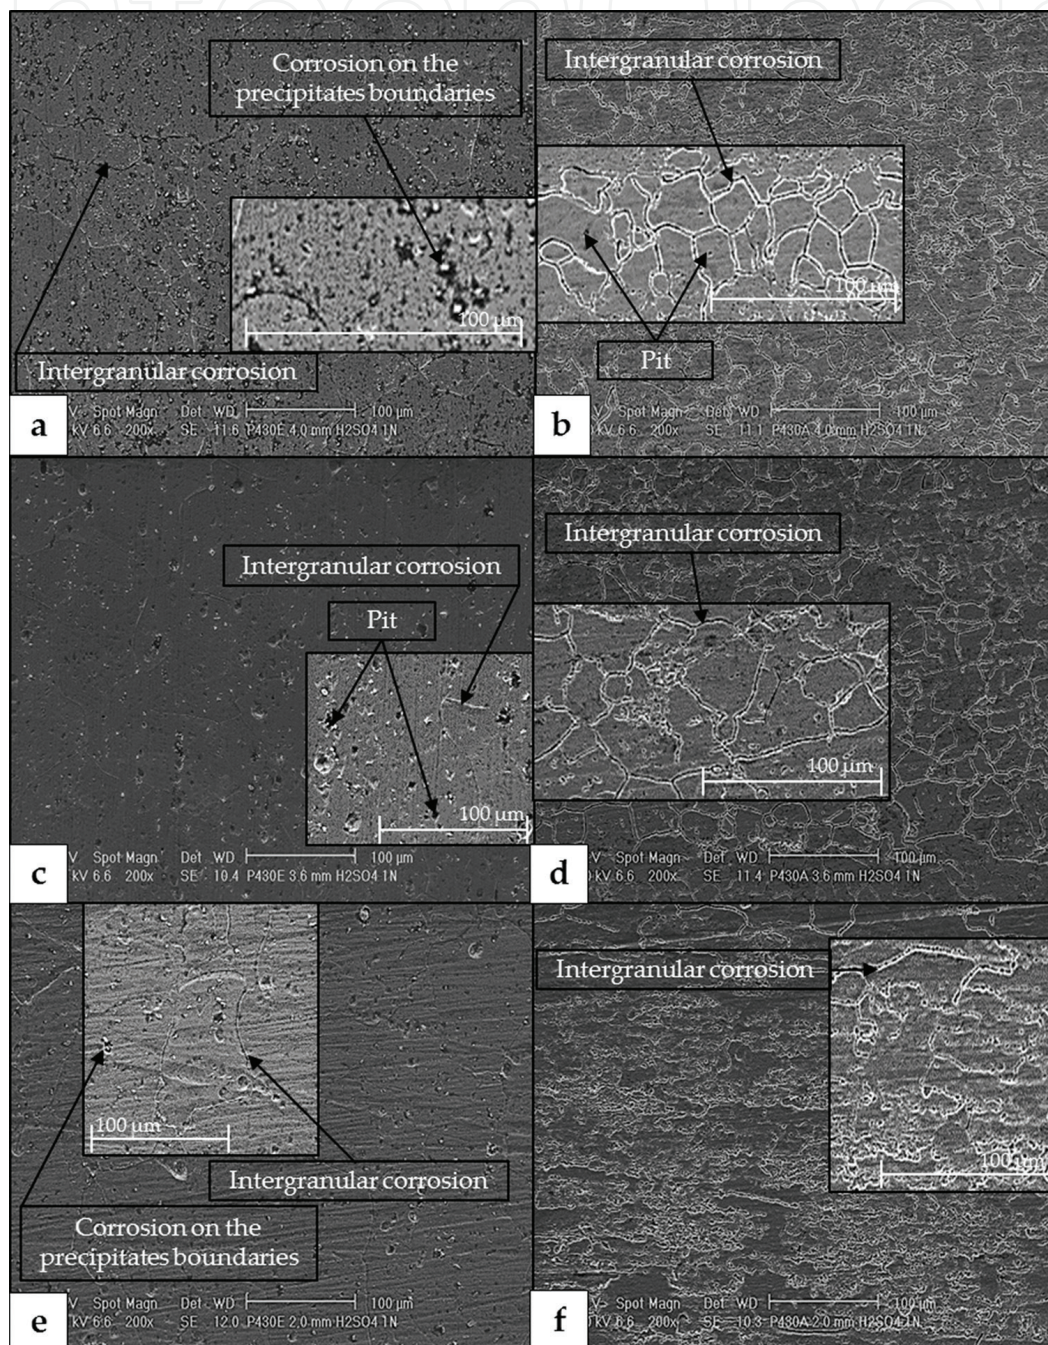 Corrosion on the
precipitates boundaries
Intergranular corrosion
100 µm
a
V Spot Magn Det WD 100 µm
kV 6.6 200x SE 11.6 P430E 4.0 mm H2SO4 1N
Intergranular corrosion
100 µm
Pit
b
V Spot Magn Det WD 100 µm
kV 6.6 200x SE 11.1 P430A 4.0 mm H2SO4 1N
Intergranular corrosion
Pit
100 µm
c
V Spot Magn Det WD 100 µm
kV 6.6 200x SE 10.4 P430E 3.6 mm H2SO4 1N
Intergranular corrosion
100 µm
d
V Spot Magn Det WD 100 µm
kV 6.6 200x SE 11.4 P430A 3.6 mm H2SO4 1N
100 µm
Intergranular corrosion
Corrosion on the
precipitates boundaries
e
V Spot Magn Det WD 100 µm
kV 6.6 200x SE 12.0 P430E 2.0 mm H2SO4 1N
Intergranular corrosion
100 µm
f
V Spot Magn Det WD 100 µm
kV 6.6 200x SE 10.3 P430A 2.0 mm H2SO4 1N